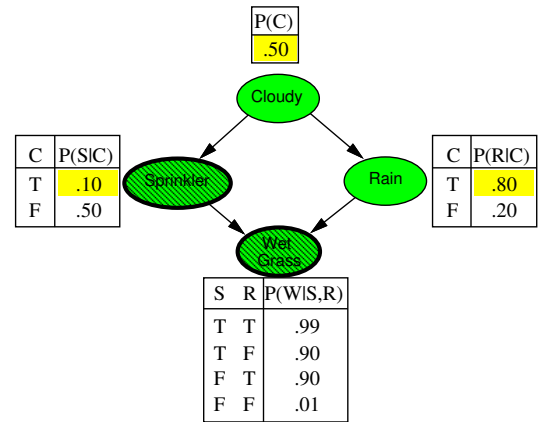 P(C)
.50
Cloudy
C P(S|C)
T .10
F .50
Sprinkler
Rain
C P(R|C)
T .80
F .20
Wet
Grass
S R P(W|S,R)
T T .99
T F .90
F T .90
F F .01